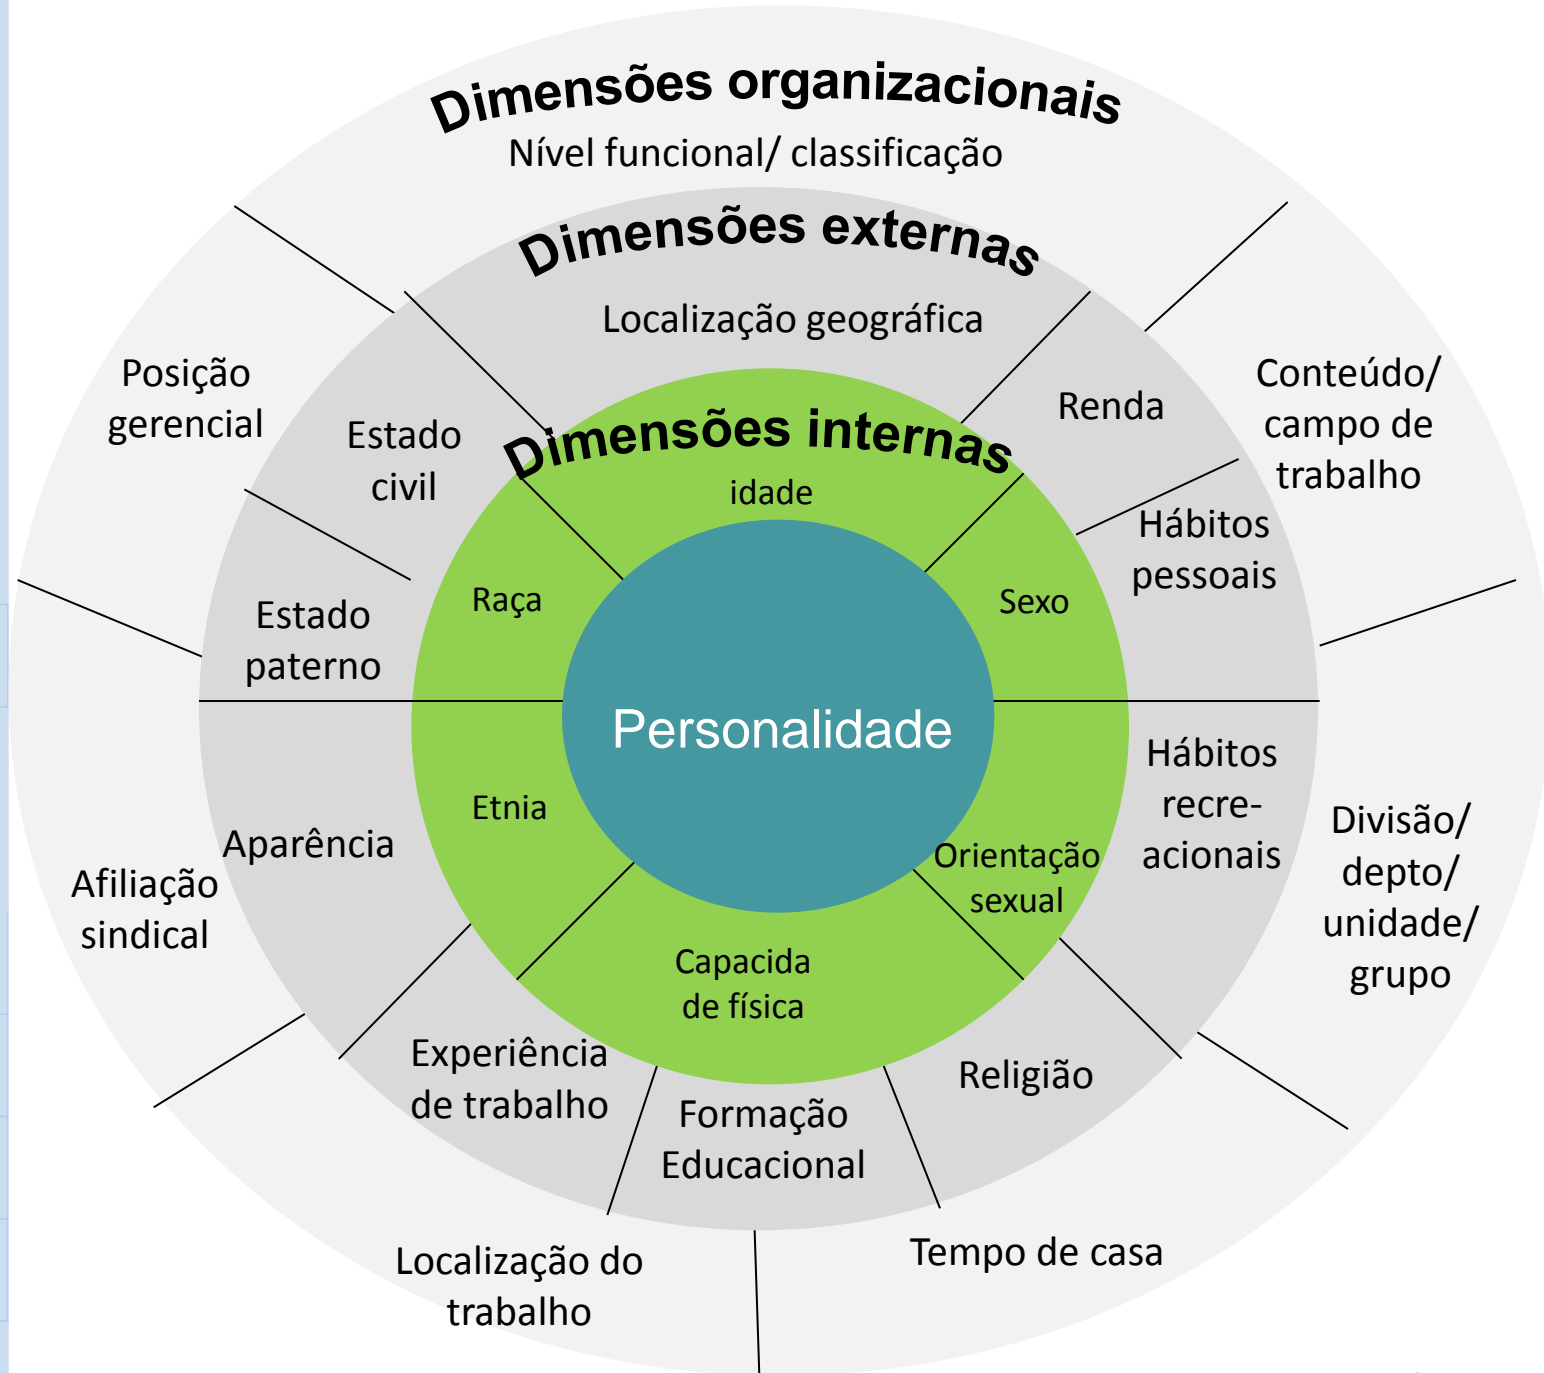 Dimensões organizacionais
Nível funcional/ classificação
Dimensões externas
Localização geográfica
Dimensões internas
idade
Posição
gerencial
Estado
civil
Renda
Conteúdo/
campo de
trabalho
Hábitos
pessoais
Raça
Sexo
Estado
paterno
Personalidade
Etnia
Aparência
Orientação
sexual
Hábitos
recre-
acionais
Divisão/
depto/
unidade/
grupo
Afiliação
sindical
Capacida
de física
Experiência
de trabalho
Formação
Educacional
Religião
Localização do
trabalho
Tempo de casa